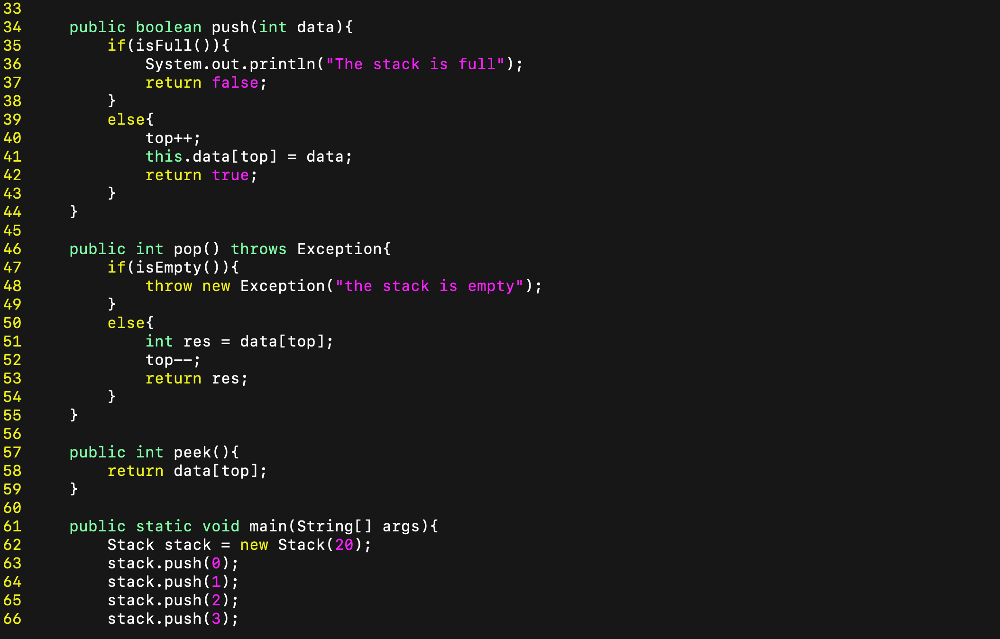 33
34     public boolean push(int data){
35         if(isFull()){
36             System.out.println("The stack is full");
37             return false;
38         }
39         else{
40             top++;
41             this.data[top] = data;
42             return true;
43         }
44     }
45
46     public int pop() throws Exception{
47         if(isEmpty()){
48             throw new Exception("the stack is empty");
49         }
50         else{
51             int res = data[top];
52             top--;
53             return res;
54         }
55     }
56
57     public int peek(){
58         return data[top];
59     }
60
61     public static void main(String[] args){
62         Stack stack = new Stack(20);
63         stack.push(0);
64         stack.push(1);
65         stack.push(2);
66         stack.push(3);